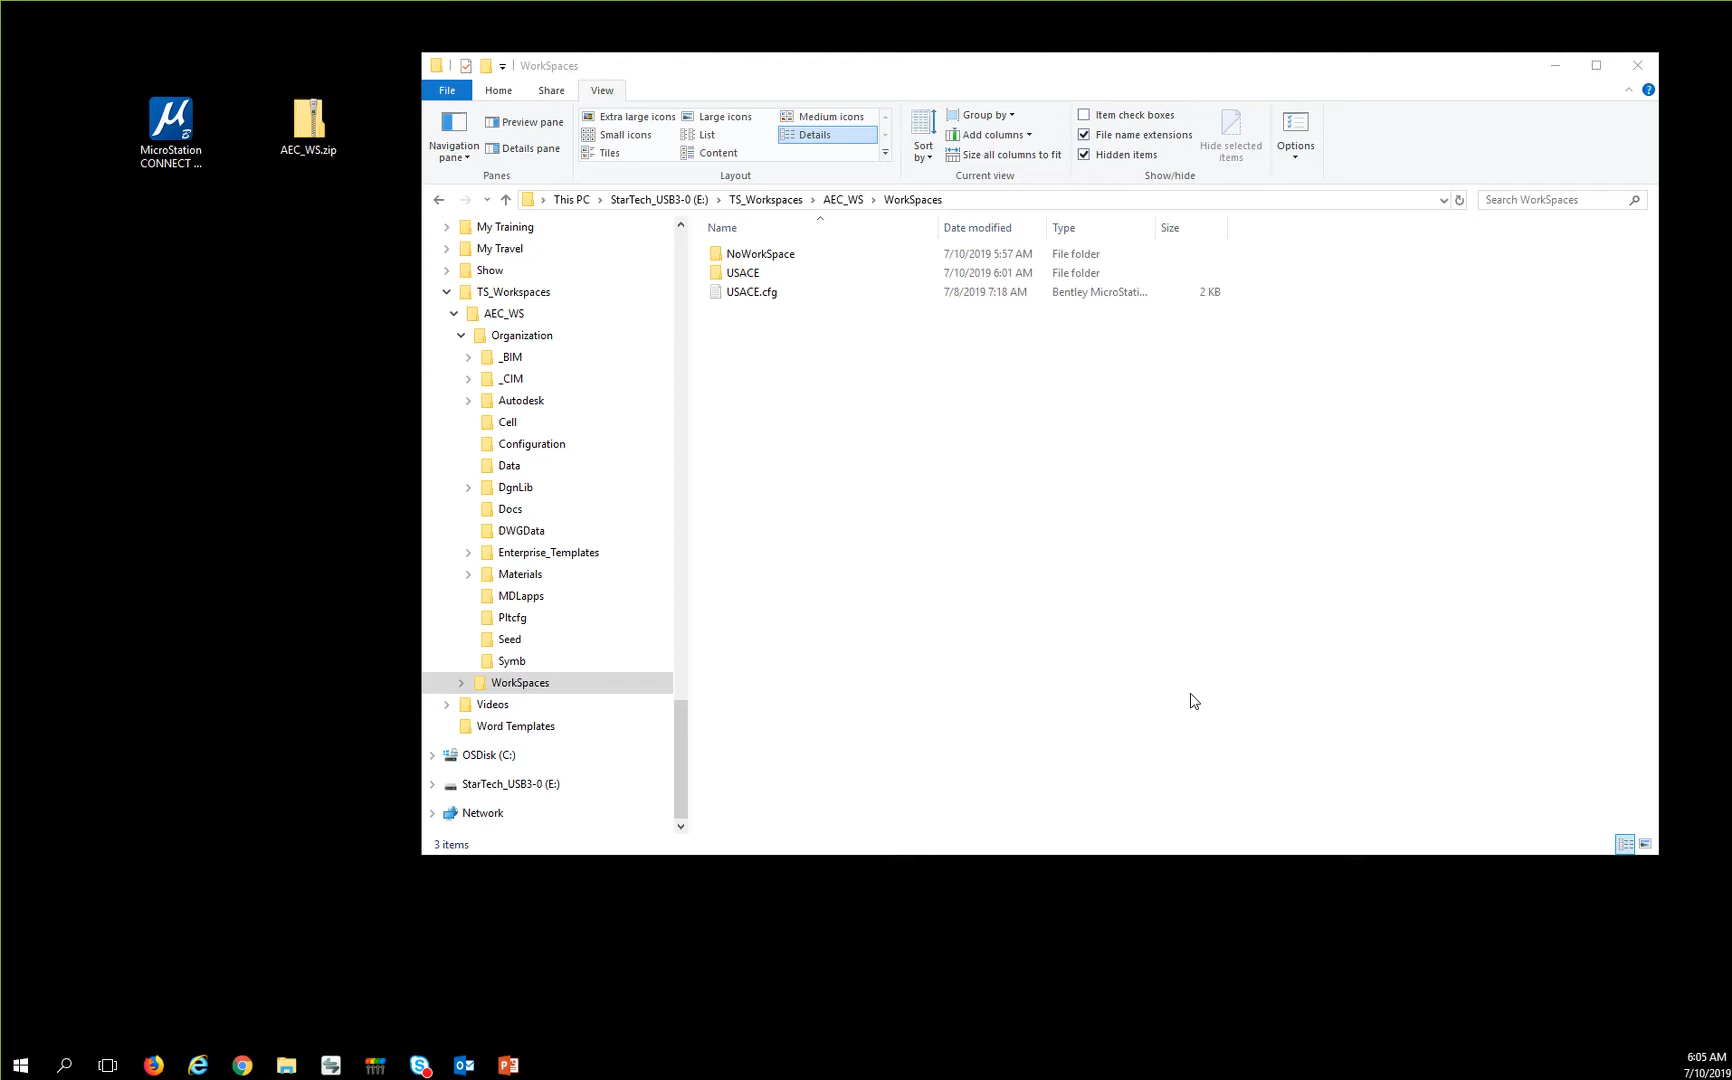 MicroStation
CONNECT ...
AEC_WS.zip
WorkSpaces
File
Home
Share
View
Navigation
pane
Preview pane
Details pane
Panes
Extra large icons
Large icons
Medium icons
Small icons
List
Details
Tiles
Content
Layout
Sort
by
Group by
Add columns
Size all columns to fit
Current view
Item check boxes
File name extensions
Hidden items
Hide selected
items
Show/hide
Options
This PC > StarTech_USB3-0 (E:) > TS_Workspaces > AEC_WS > WorkSpaces
Search WorkSpaces
My Training
My Travel
Show
TS_Workspaces
AEC_WS
Organization
_BIM
_CIM
Autodesk
Cell
Configuration
Data
DgnLib
Docs
DWGData
Enterprise_Templates
Materials
MDLapps
Pltcfg
Seed
Symb
WorkSpaces
Videos
Word Templates
OSDisk (C:)
StarTech_USB3-0 (E:)
Network
Name Date modified Type Size
NoWorkSpace 7/10/2019 5:57 AM File folder
USACE 7/10/2019 6:01 AM File folder
USACE.cfg 7/8/2019 7:18 AM Bentley MicroStati... 2 KB
3 items
6:05 AM
7/10/2019